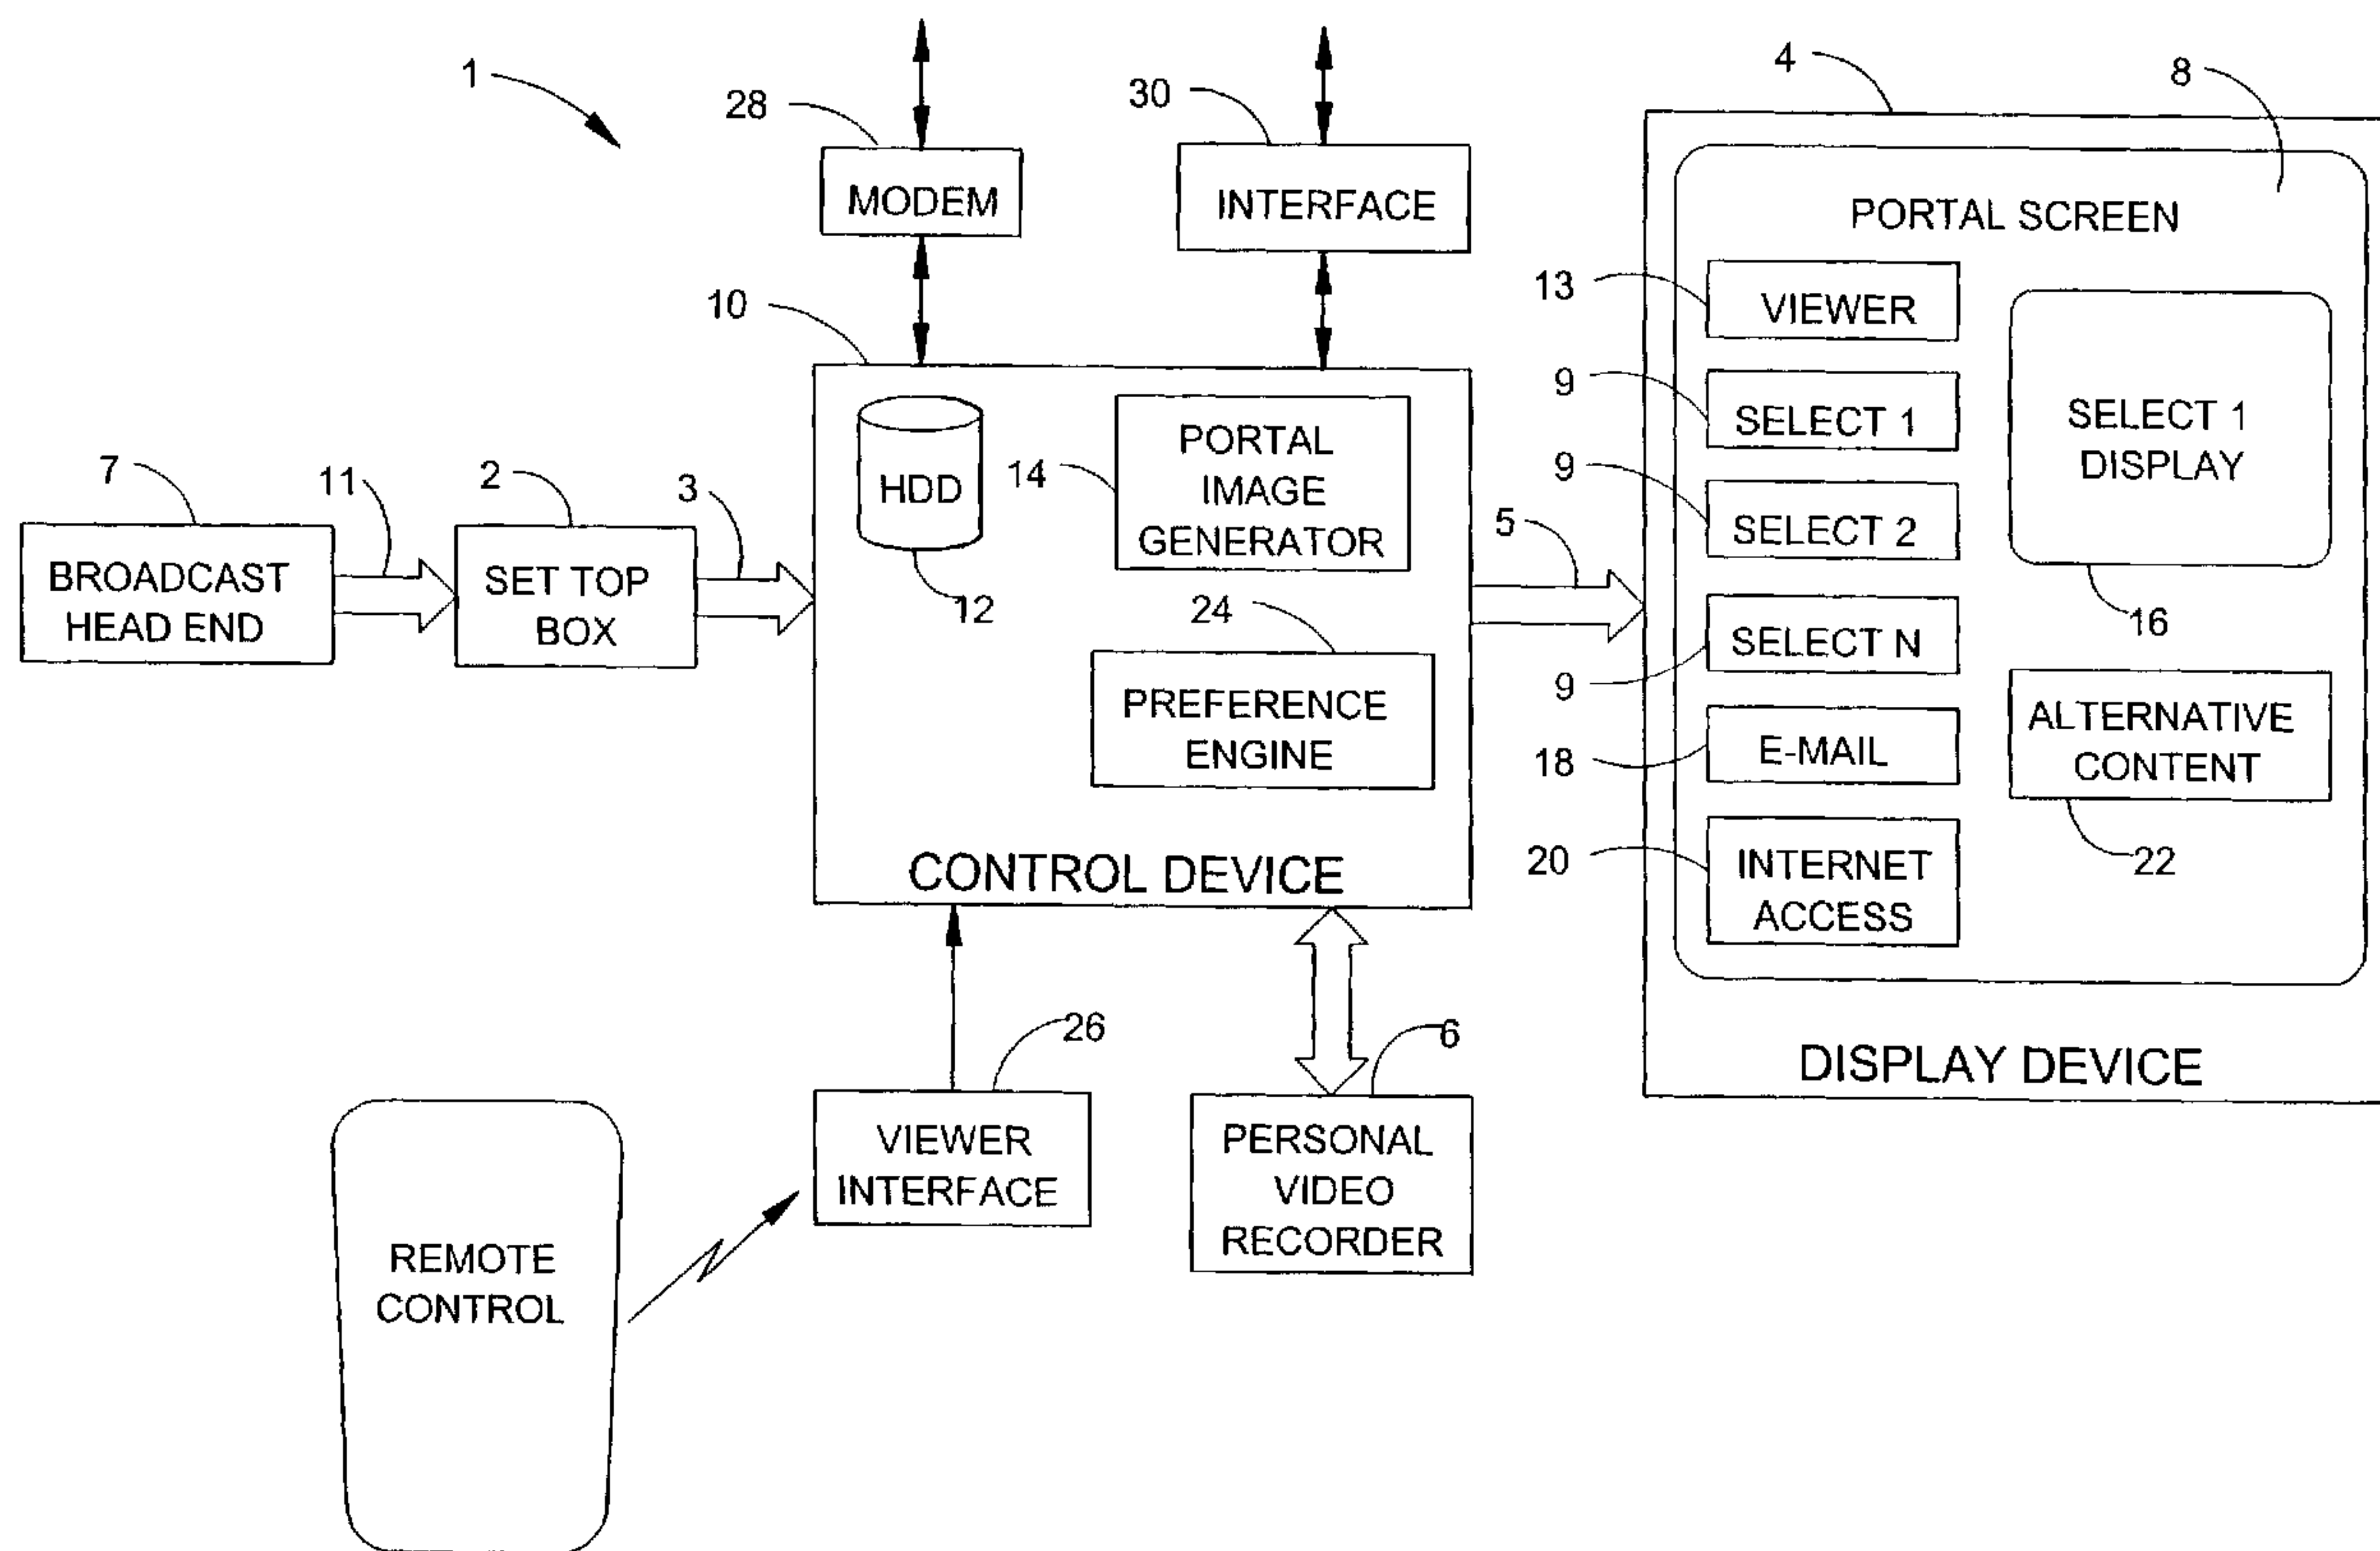 1
28
MODEM
30
INTERFACE
4
8
PORTAL SCREEN
13
VIEWER
9
SELECT 1
9
SELECT 2
9
SELECT N
18
E-MAIL
20
INTERNET
ACCESS
SELECT 1
DISPLAY
16
ALTERNATIVE
CONTENT
22
DISPLAY DEVICE
10
HDD
12
14
PORTAL
IMAGE
GENERATOR
24
PREFERENCE
ENGINE
CONTROL DEVICE
5
7
BROADCAST
HEAD END
11
2
SET TOP
BOX
3
26
VIEWER
INTERFACE
6
PERSONAL
VIDEO
RECORDER
REMOTE
CONTROL